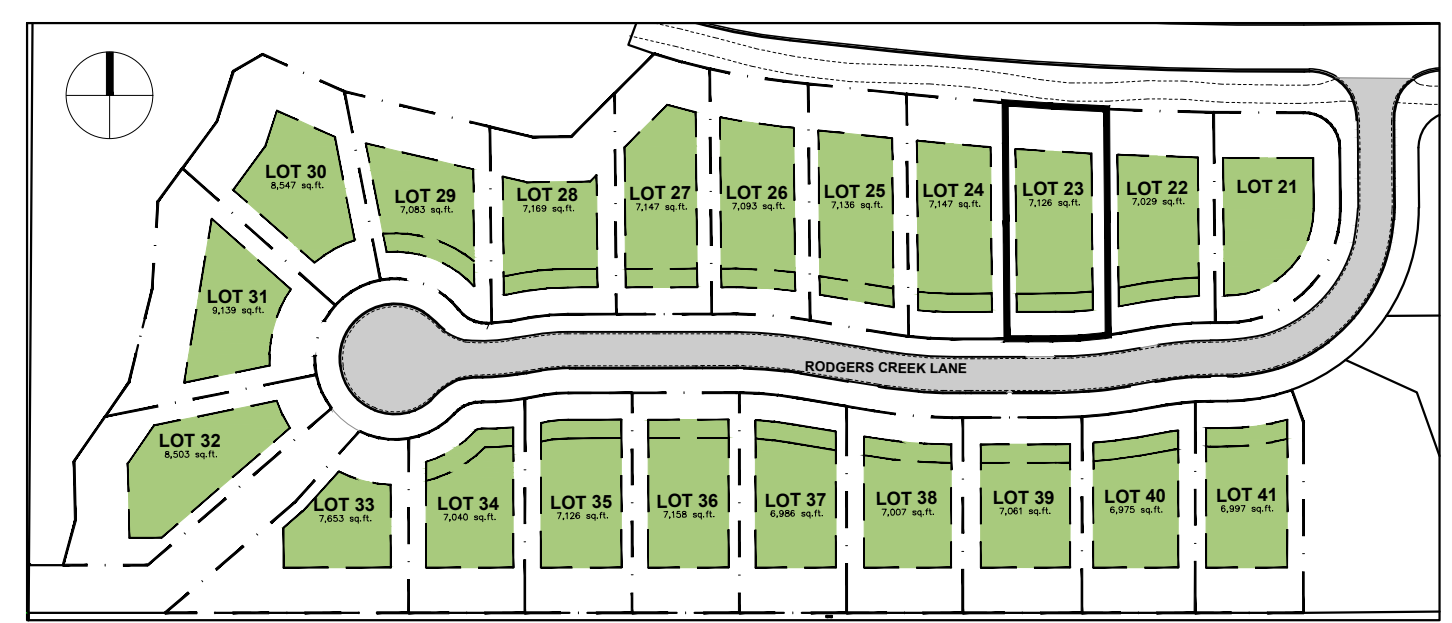 LOT 30
8,547 sq.ft.
LOT 29
7,083 sq.ft.
LOT 28
7,169 sq.ft.
LOT 27
7,147 sq.ft.
LOT 26
7,093 sq.ft.
LOT 25
7,136 sq.ft.
LOT 24
7,147 sq.ft.
LOT 23
7,126 sq.ft.
LOT 22
7,029 sq.ft.
LOT 21
LOT 31
9,139 sq.ft.
RODGERS CREEK LANE
LOT 32
8,503 sq.ft.
LOT 33
7,653 sq.ft.
LOT 34
7,040 sq.ft.
LOT 35
7,126 sq.ft.
LOT 36
7,158 sq.ft.
LOT 37
6,986 sq.ft.
LOT 38
7,007 sq.ft.
LOT 39
7,061 sq.ft.
LOT 40
6,975 sq.ft.
LOT 41
6,997 sq.ft.